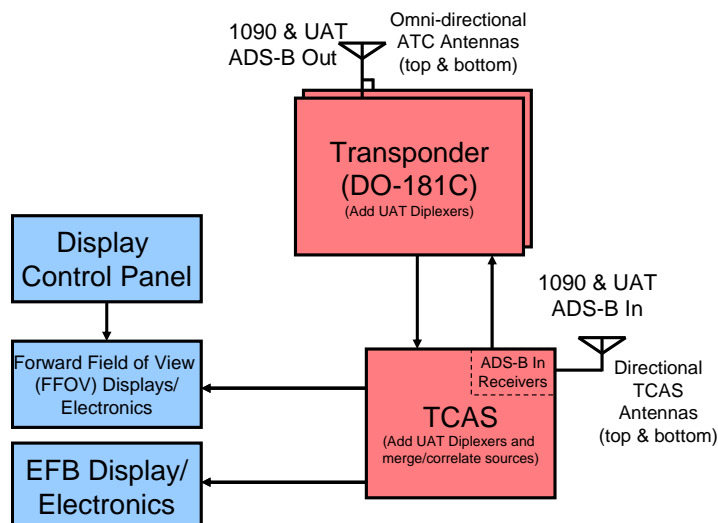 1090 & UAT
ADS-B Out
Omni-directional
ATC Antennas
(top & bottom)
Transponder
(DO-181C)
(Add UAT Diplexers)
Display
Control Panel
1090 & UAT
ADS-B In
Forward Field of View
(FFOV) Displays/
Electronics
ADS-B In
Receivers
TCAS
(Add UAT Diplexers and
merge/correlate sources)
Directional
TCAS
Antennas
(top & bottom)
EFB Display/
Electronics